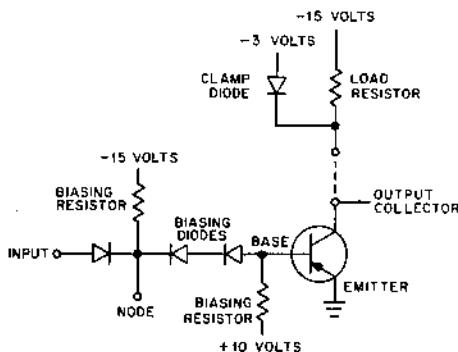 -15 VOLTS
-3 VOLTS
CLAMP
DIODE
LOAD
RESISTOR
-15 VOLTS
BIASING
RESISTOR
OUTPUT
COLLECTOR
BIASING
DIODES
BASE
INPUT
EMITTER
NODE
BIASING
RESISTOR
+10 VOLTS